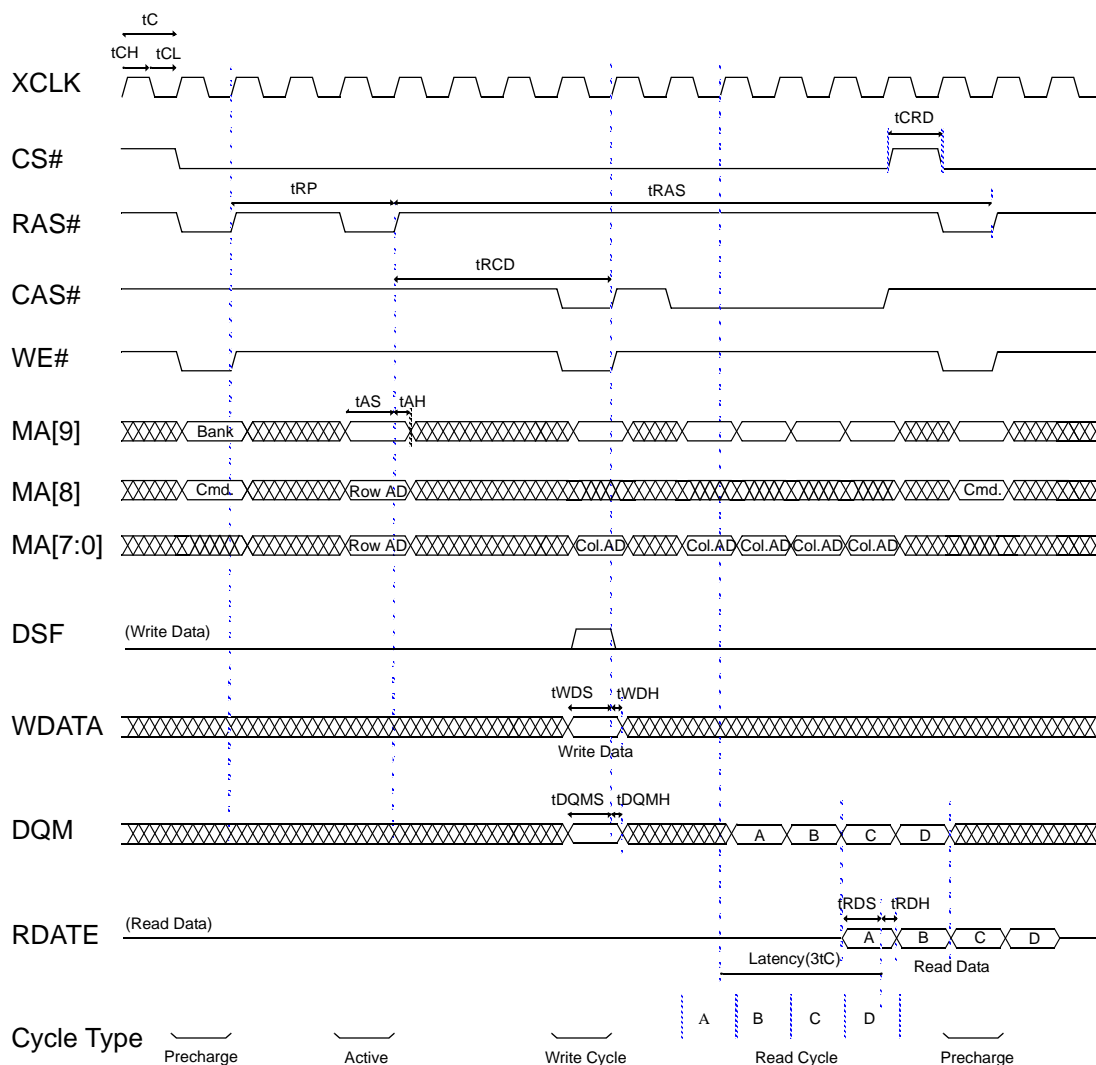 tC
tCH tCL
XCLK
tCRD
CS#
tRP tRAS
RAS#
tRCD
CAS#
WE#
tAS tAH
MA[9] Bank
MA[8] Cmd. Row AD Cmd.
MA[7:0] Row AD Col.AD Col.AD Col.AD Col.AD Col.AD
DSF (Write Data)
tWDS tWDH
WDATA
Write Data
tDQMS tDQMH
DQM A B C D
tRDS tRDH
RDATE (Read Data) A B C D
Latency(3tC) Read Data
Cycle Type A B C D
Precharge Active Write Cycle Read Cycle Precharge